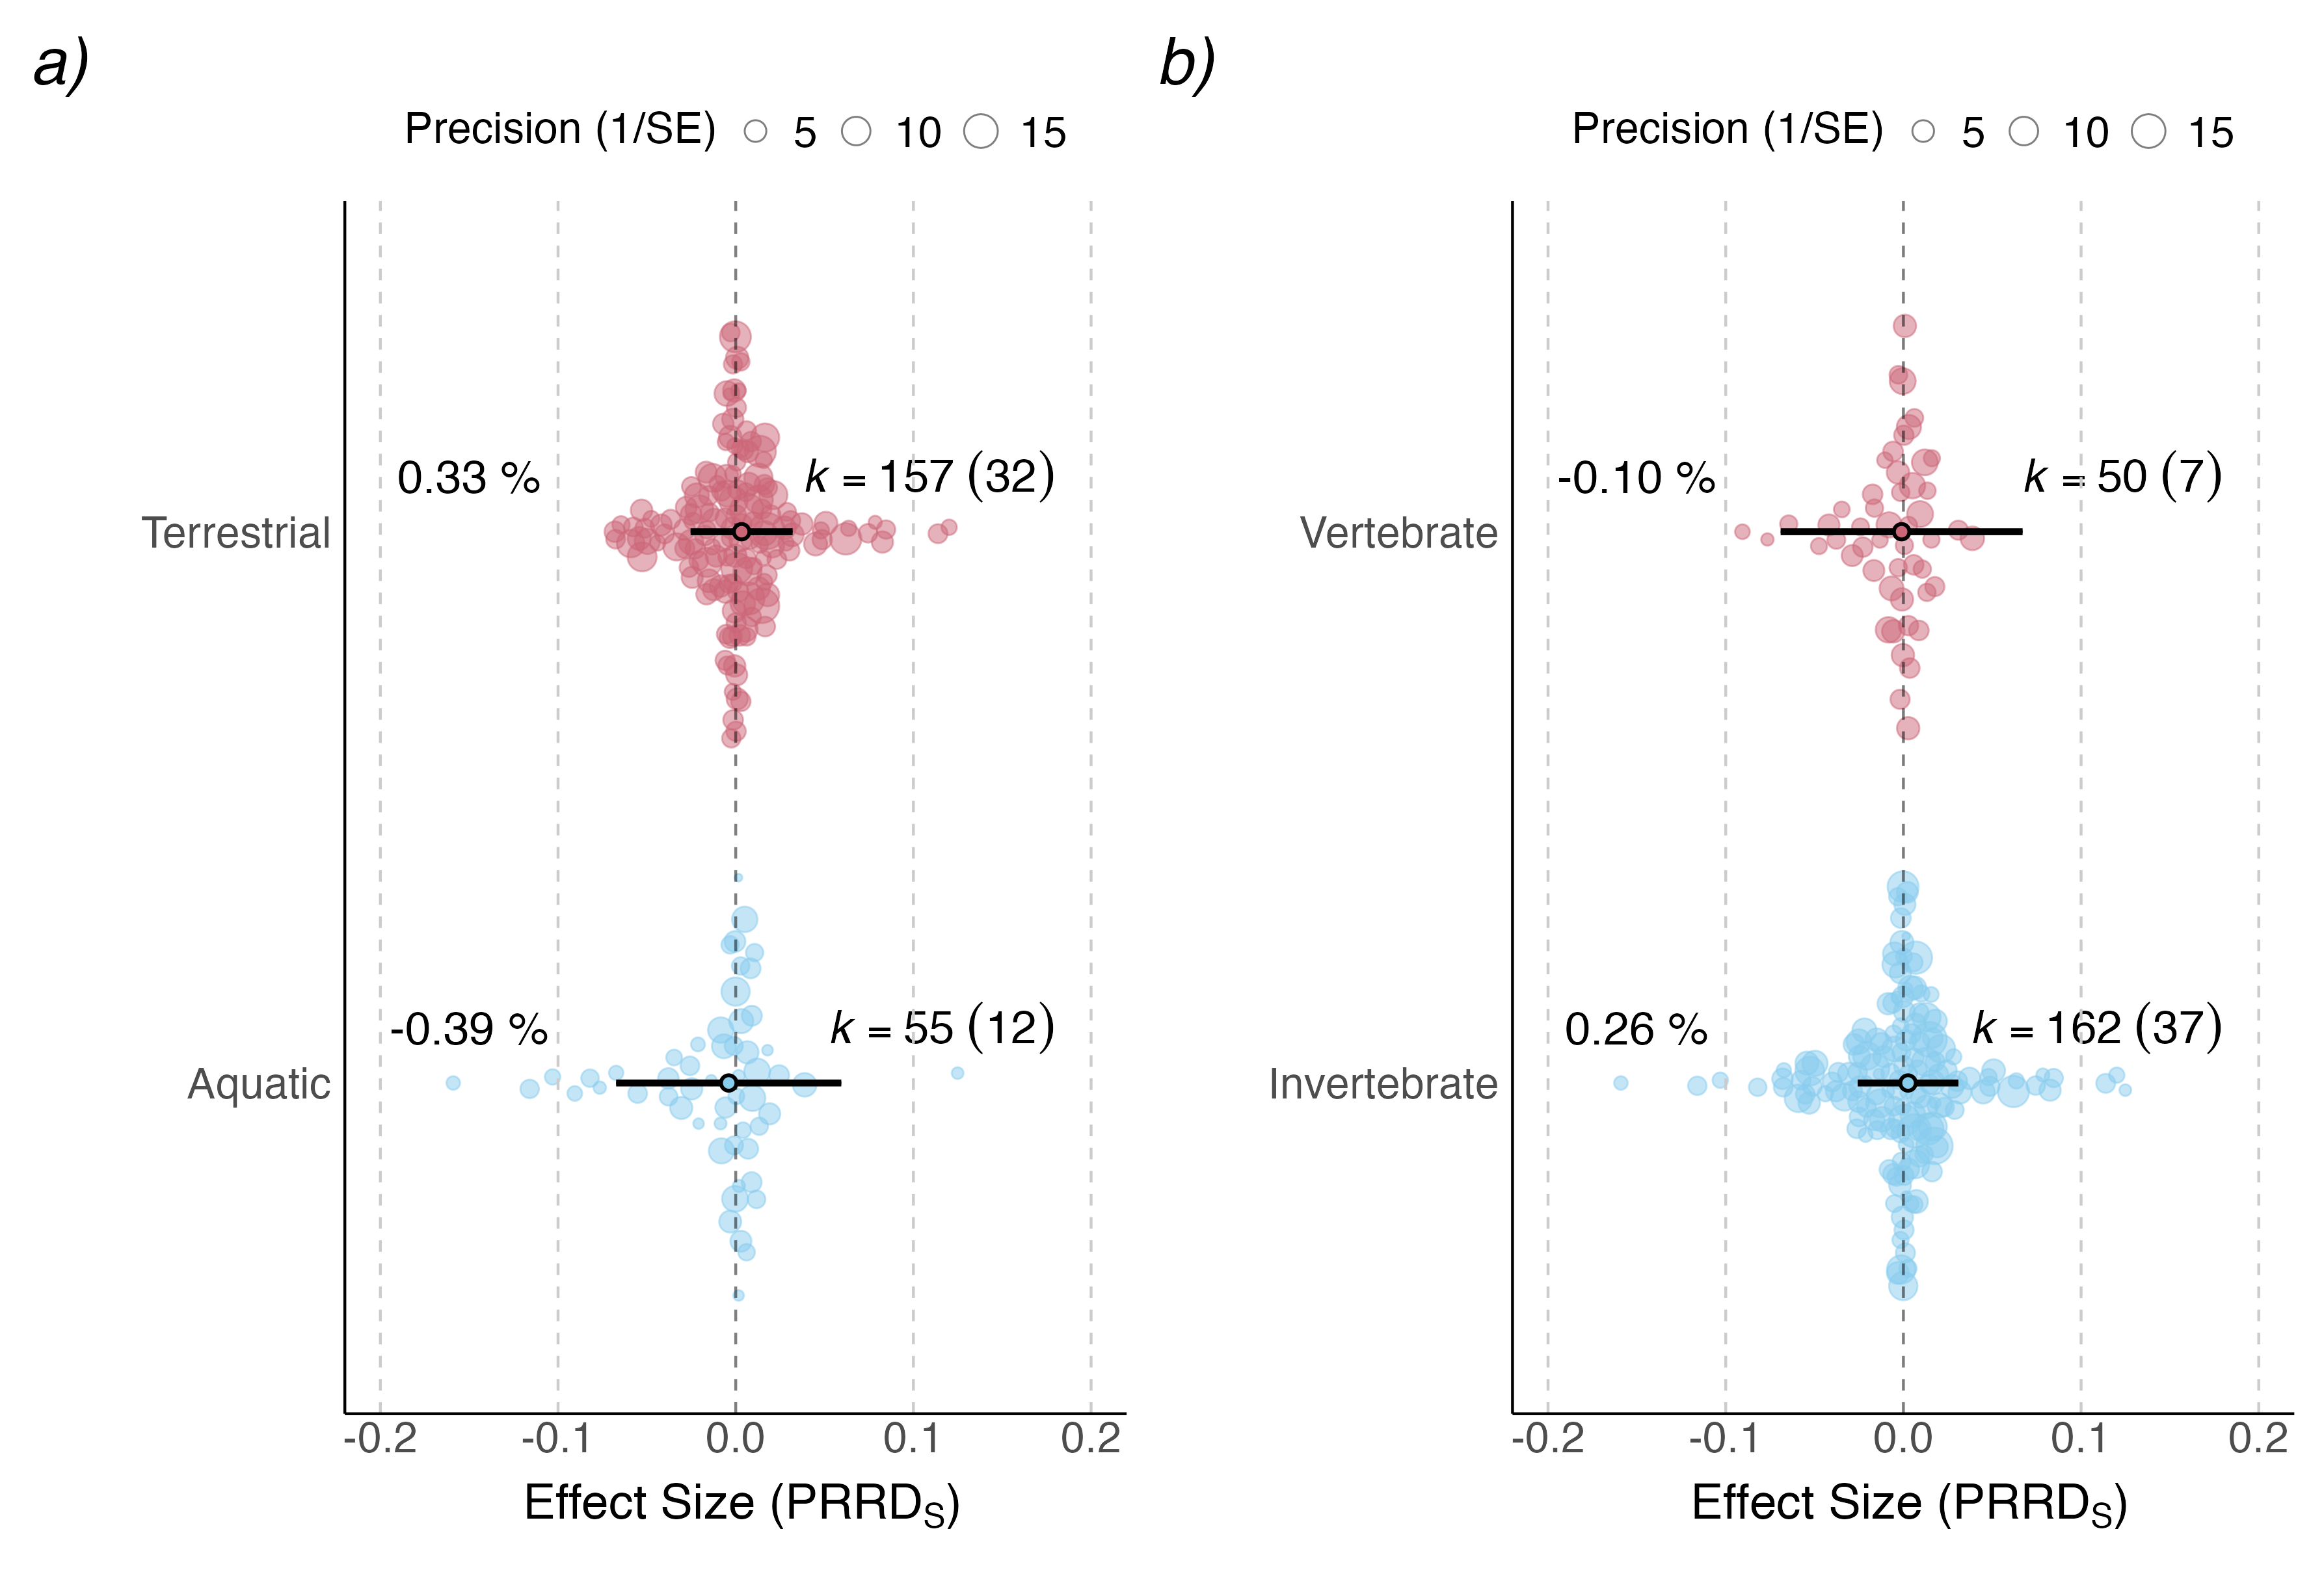 a)
Precision (1/SE) 5 10 15
0.33 %
k = 157 (32)
Terrestrial
-0.39 %
k = 55 (12)
Aquatic
-0.2 -0.1 0.0 0.1 0.2
Effect Size (PRRDS)
b)
Precision (1/SE) 5 10 15
-0.10 %
k = 50 (7)
Vertebrate
0.26 %
k = 162 (37)
Invertebrate
-0.2 -0.1 0.0 0.1 0.2
Effect Size (PRRDS)